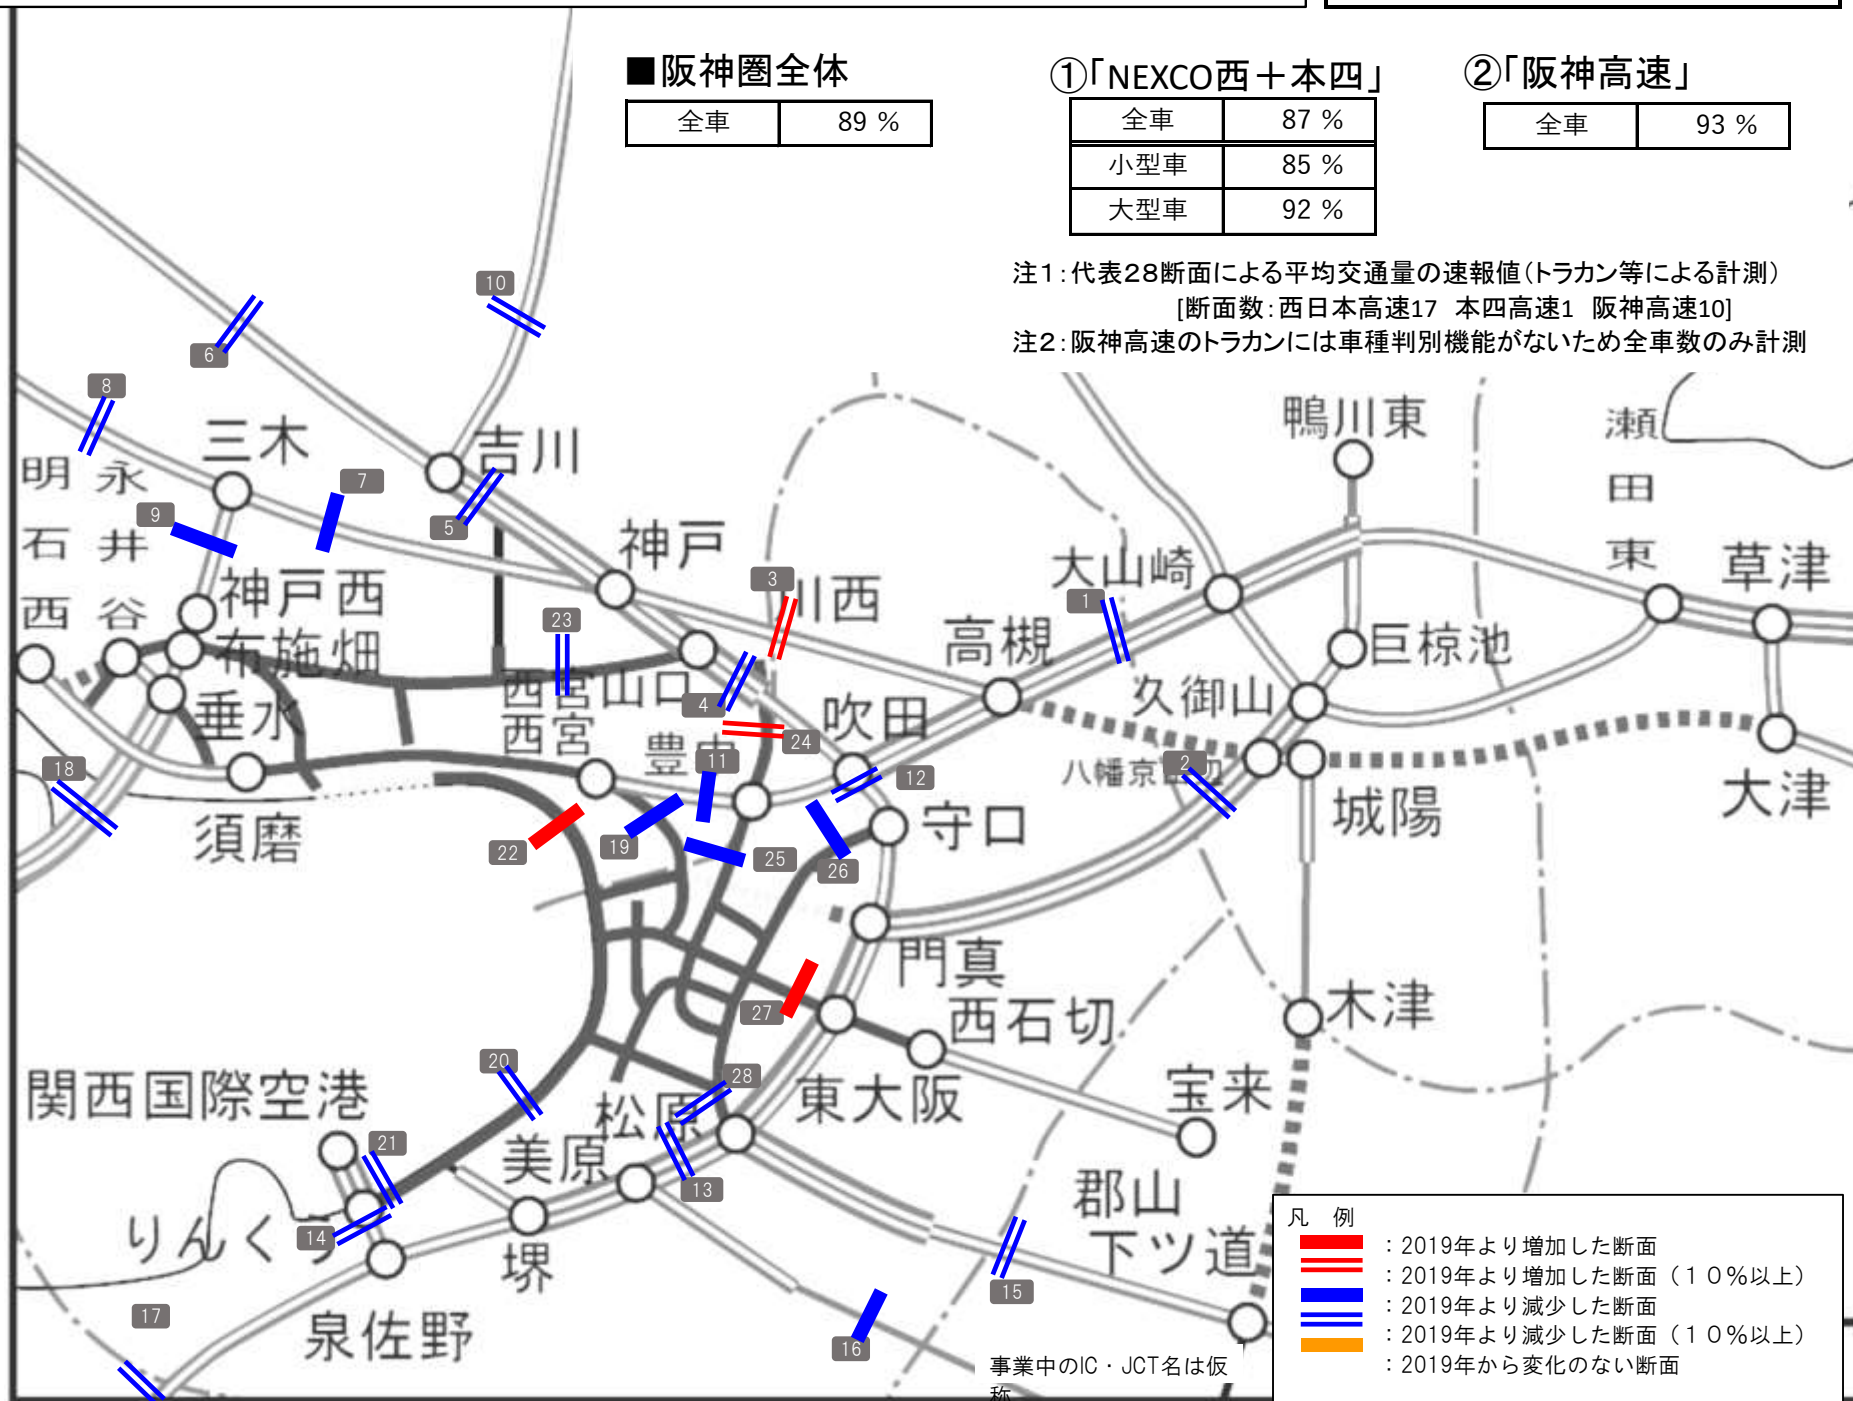 ■阪神圏全体
全車 89 %
①「NEXCO西＋本四」
全車 87 %
小型車 85 %
大型車 92 %
②「阪神高速」
全車 93 %
注1：代表28断面による平均交通量の速報値（トラカン等による計測）
[断面数：西日本高速17 本四高速1 阪神高速10]
注2：阪神高速のトラカンには車種判別機能がないため全車数のみ計測
10
6
8
三木
吉川
鴨川東
瀬田東
明石西
永井谷
7
9
5
神戸
3
川西
大山崎
1
草津
神戸西
布施畑
23
高槻
巨椋池
西宮山口
西宮
4
久御山
垂水
吹田
24
豊中
11
12
八幡京田辺
2
18
大津
須磨
22
19
25
26
守口
城陽
門真
27
西石切
木津
20
28
関西国際空港
松原
東大阪
宝来
21
美原
13
郡山
下ツ道
りんくう
14
堺
15
17
泉佐野
16
事業中のIC・JCT名は仮
称
凡 例
：2019年より増加した断面
：2019年より増加した断面（１０％以上）
：2019年より減少した断面
：2019年より減少した断面（１０％以上）
：2019年から変化のない断面